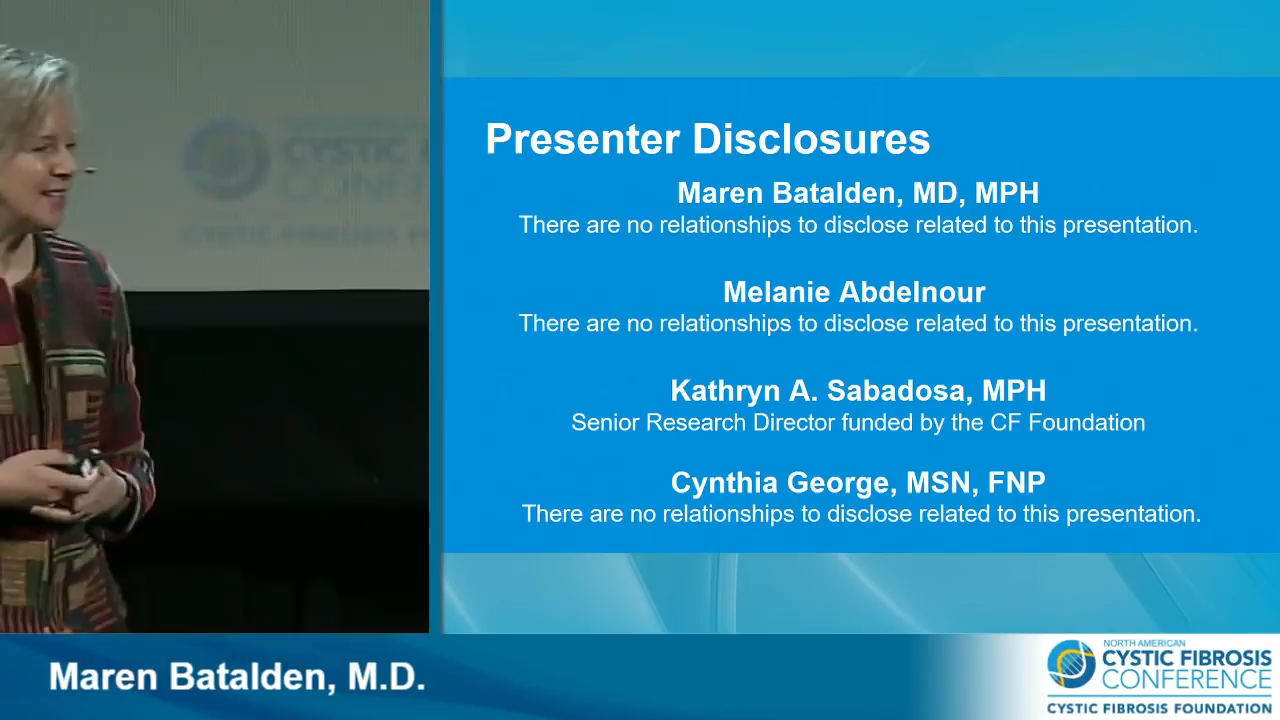 CYSTIC
Presenter Disclosures
Maren Batalden, MD, MPH
There are no relationships to disclose related to this presentation.
Melanie Abdelnour
There are no relationships to disclose related to this presentation.
Kathryn A. Sabadosa, MPH
Senior Research Director funded by the CF Foundation
Cynthia George, MSN, FNP
There are no relationships to disclose related to this presentation.
Maren Batalden, M.D.
NORTH AMERICAN
CYSTIC FIBROSIS
CONFERENCE
CYSTIC FIBROSIS FOUNDATION